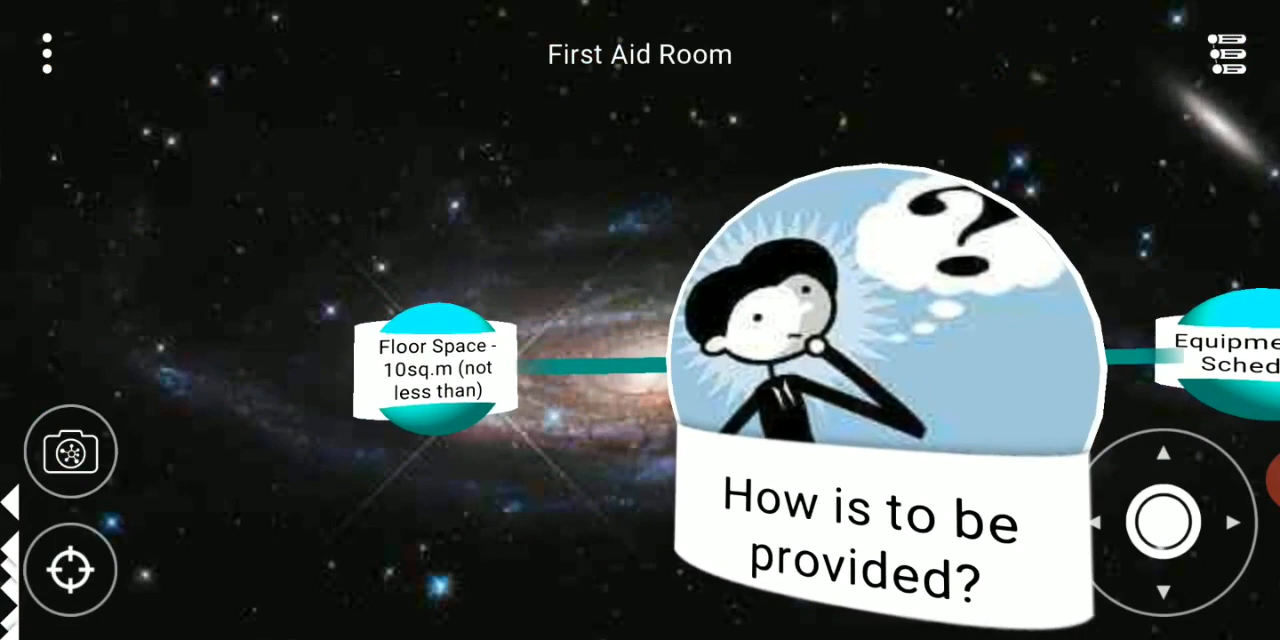 First Aid Room
Floor Space -
10sq.m (not
less than)
?
How is to be
provided?